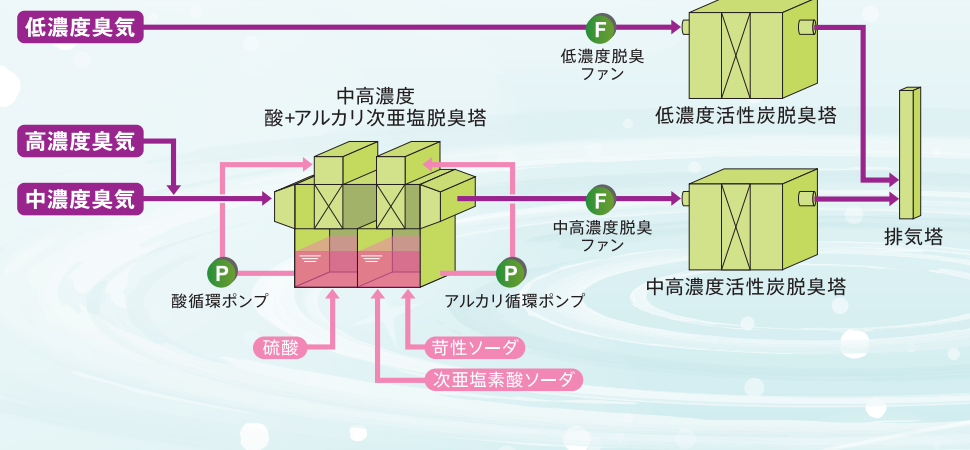 低濃度臭気
F
低濃度脱臭
ファン
低濃度活性炭脱臭塔
中高濃度
酸+アルカリ次亜塩脱臭塔
高濃度臭気
中濃度臭気
F
中高濃度脱臭
ファン
排気塔
P
酸循環ポンプ
P
アルカリ循環ポンプ
中高濃度活性炭脱臭塔
硫酸
苛性ソーダ
次亜塩素酸ソーダ